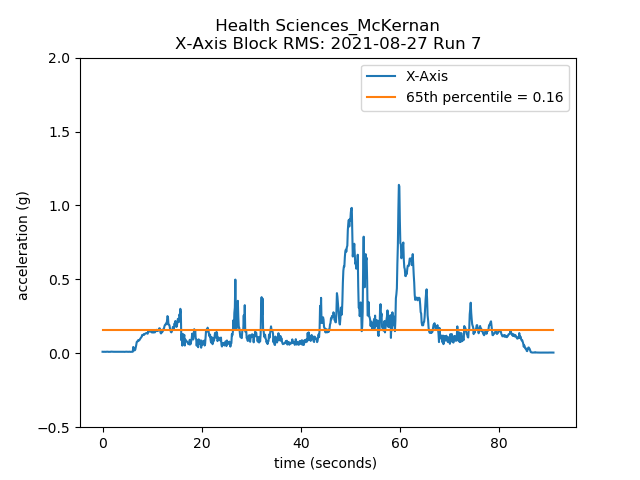 Health Sciences_McKernan
X-Axis Block RMS: 2021-08-27 Run 7
2.0
1.5
1.0
0.5
0.0
−0.5
acceleration (g)
X-Axis
65th percentile = 0.16
0 20 40 60 80
time (seconds)